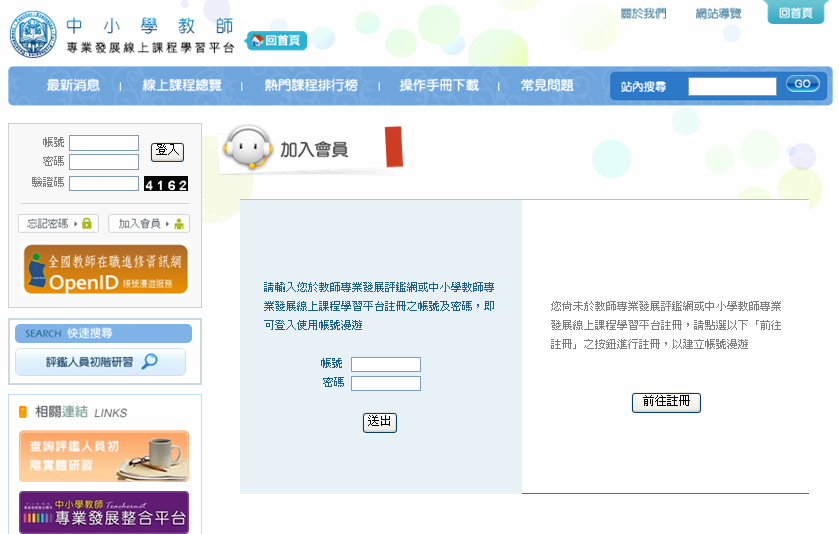 關於我們 網站導覽 回首頁
中小學教師
專業發展線上課程學習平台
回首頁
最新消息 線上課程總覽 熱門課程排行榜 操作手冊下載 常見問題 站內搜尋 GO
帳號
登入
密碼
驗證碼 4162
忘記密碼 加入會員
全國教師在職進修資訊網
OpenID 帳號漫遊服務
SEARCH 快速搜尋
評鑑人員初階研習
相關連結 LINKS
查詢評鑑人員初
階實體研習
中小學教師 Teachernet
專業發展整合平台
加入會員
請輸入您於教師專業發展評鑑網或中小學教師專
業發展線上課程學習平台註冊之帳號及密碼，即
可登入使用帳號漫遊
帳號
密碼
送出
您尚未於教師專業發展評鑑網或中小學教師專業
發展線上課程學習平台註冊，請點選以下「前往
註冊」之按鈕進行註冊，以建立帳號漫遊
前往註冊